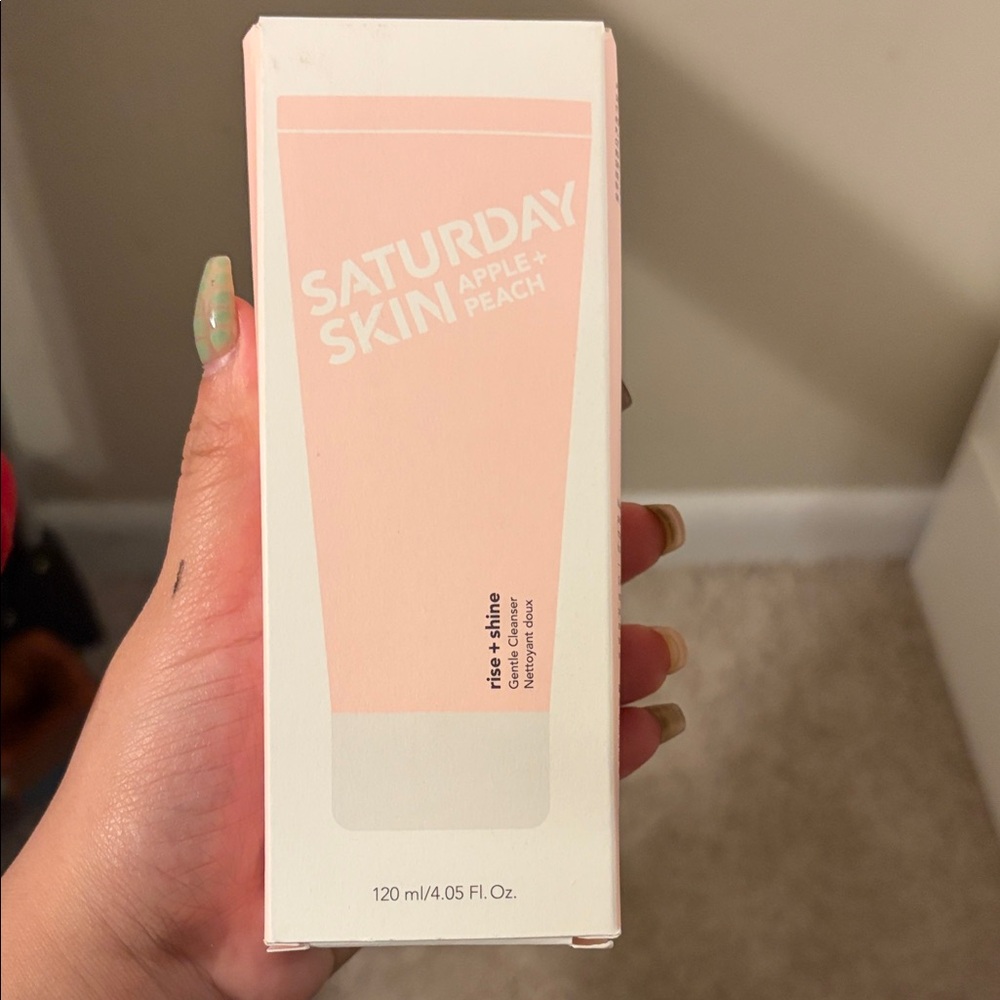 SATURDAY
SKIN APPLE +
PEACH
rise + shine
Gentle Cleanser
Nettoyant doux
120 ml/4.05 Fl. Oz.